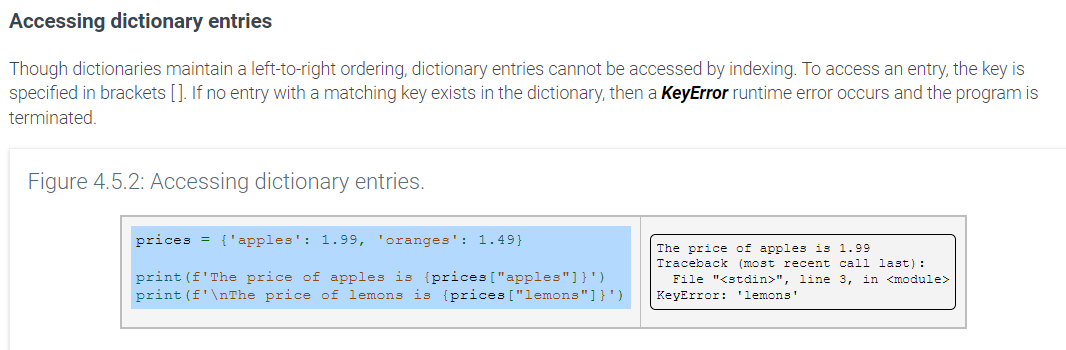 Accessing dictionary entries
Though dictionaries maintain a left-to-right ordering, dictionary entries cannot be accessed by indexing. To access an entry, the key is
specified in brackets [ ]. If no entry with a matching key exists in the dictionary, then a KeyError runtime error occurs and the program is
terminated.
Figure 4.5.2: Accessing dictionary entries.
prices = {'apples': 1.99, 'oranges': 1.49}
print(f'The price of apples is {prices["apples"]}')
print(f'\nThe price of lemons is {prices["lemons"]}')
The price of apples is 1.99
Traceback (most recent call last):
  File "<stdin>", line 3, in <module>
KeyError: 'lemons'